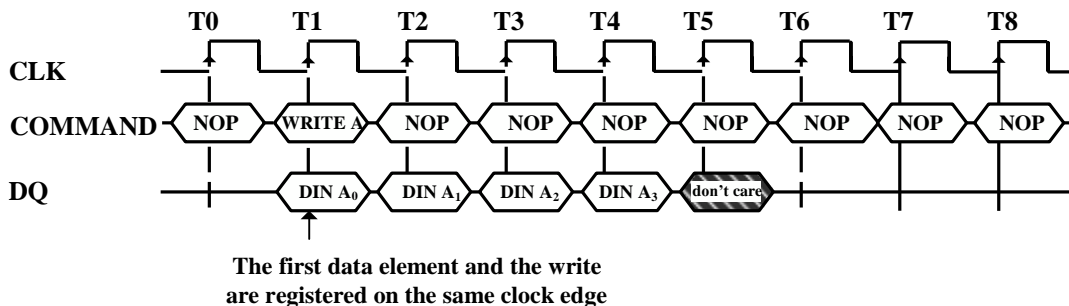 T0 T1 T2 T3 T4 T5 T6 T7 T8
CLK
COMMAND NOP WRITE A NOP NOP NOP NOP NOP NOP NOP
DQ DIN A0 DIN A1 DIN A2 DIN A3 don't care
The first data element and the write
are registered on the same clock edge